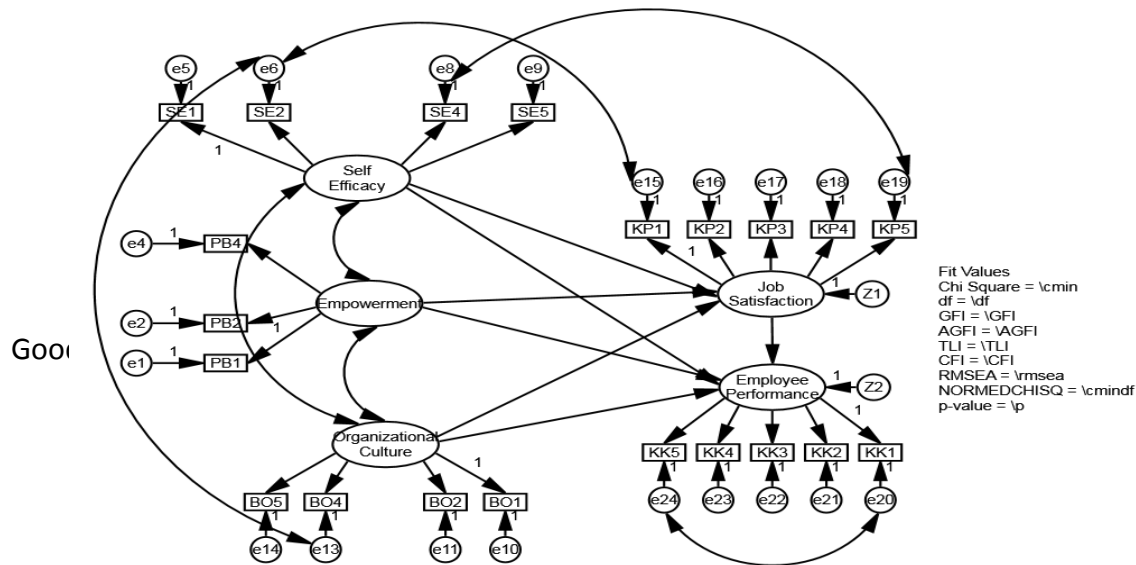 e5
e6
e8
e9
1
1
1
1
SE1
SE2
SE4
SE5
1
Self
Efficacy
e15
e16
e17
e18
e19
1
1
1
1
1
KP1
KP2
KP3
KP4
KP5
1
e4
1
PB4
Empowerment
Job
Satisfaction
1
Z1
e2
1
PB2
1
e1
1
PB1
Goo
Fit Values
Chi Square = \cmin
df = \df
GFI = \GFI
AGFI = \AGFI
TLI = \TLI
CFI = \CFI
RMSEA = \rmsea
NORMEDCHISQ = \cmindf
p-value = \p
Employee
Performance
1
Z2
1
Organizational
Culture
1
KK5
KK4
KK3
KK2
KK1
1
1
1
1
1
e24
e23
e22
e21
e20
BO5
BO4
BO2
BO1
1
1
1
1
e14
e13
e11
e10